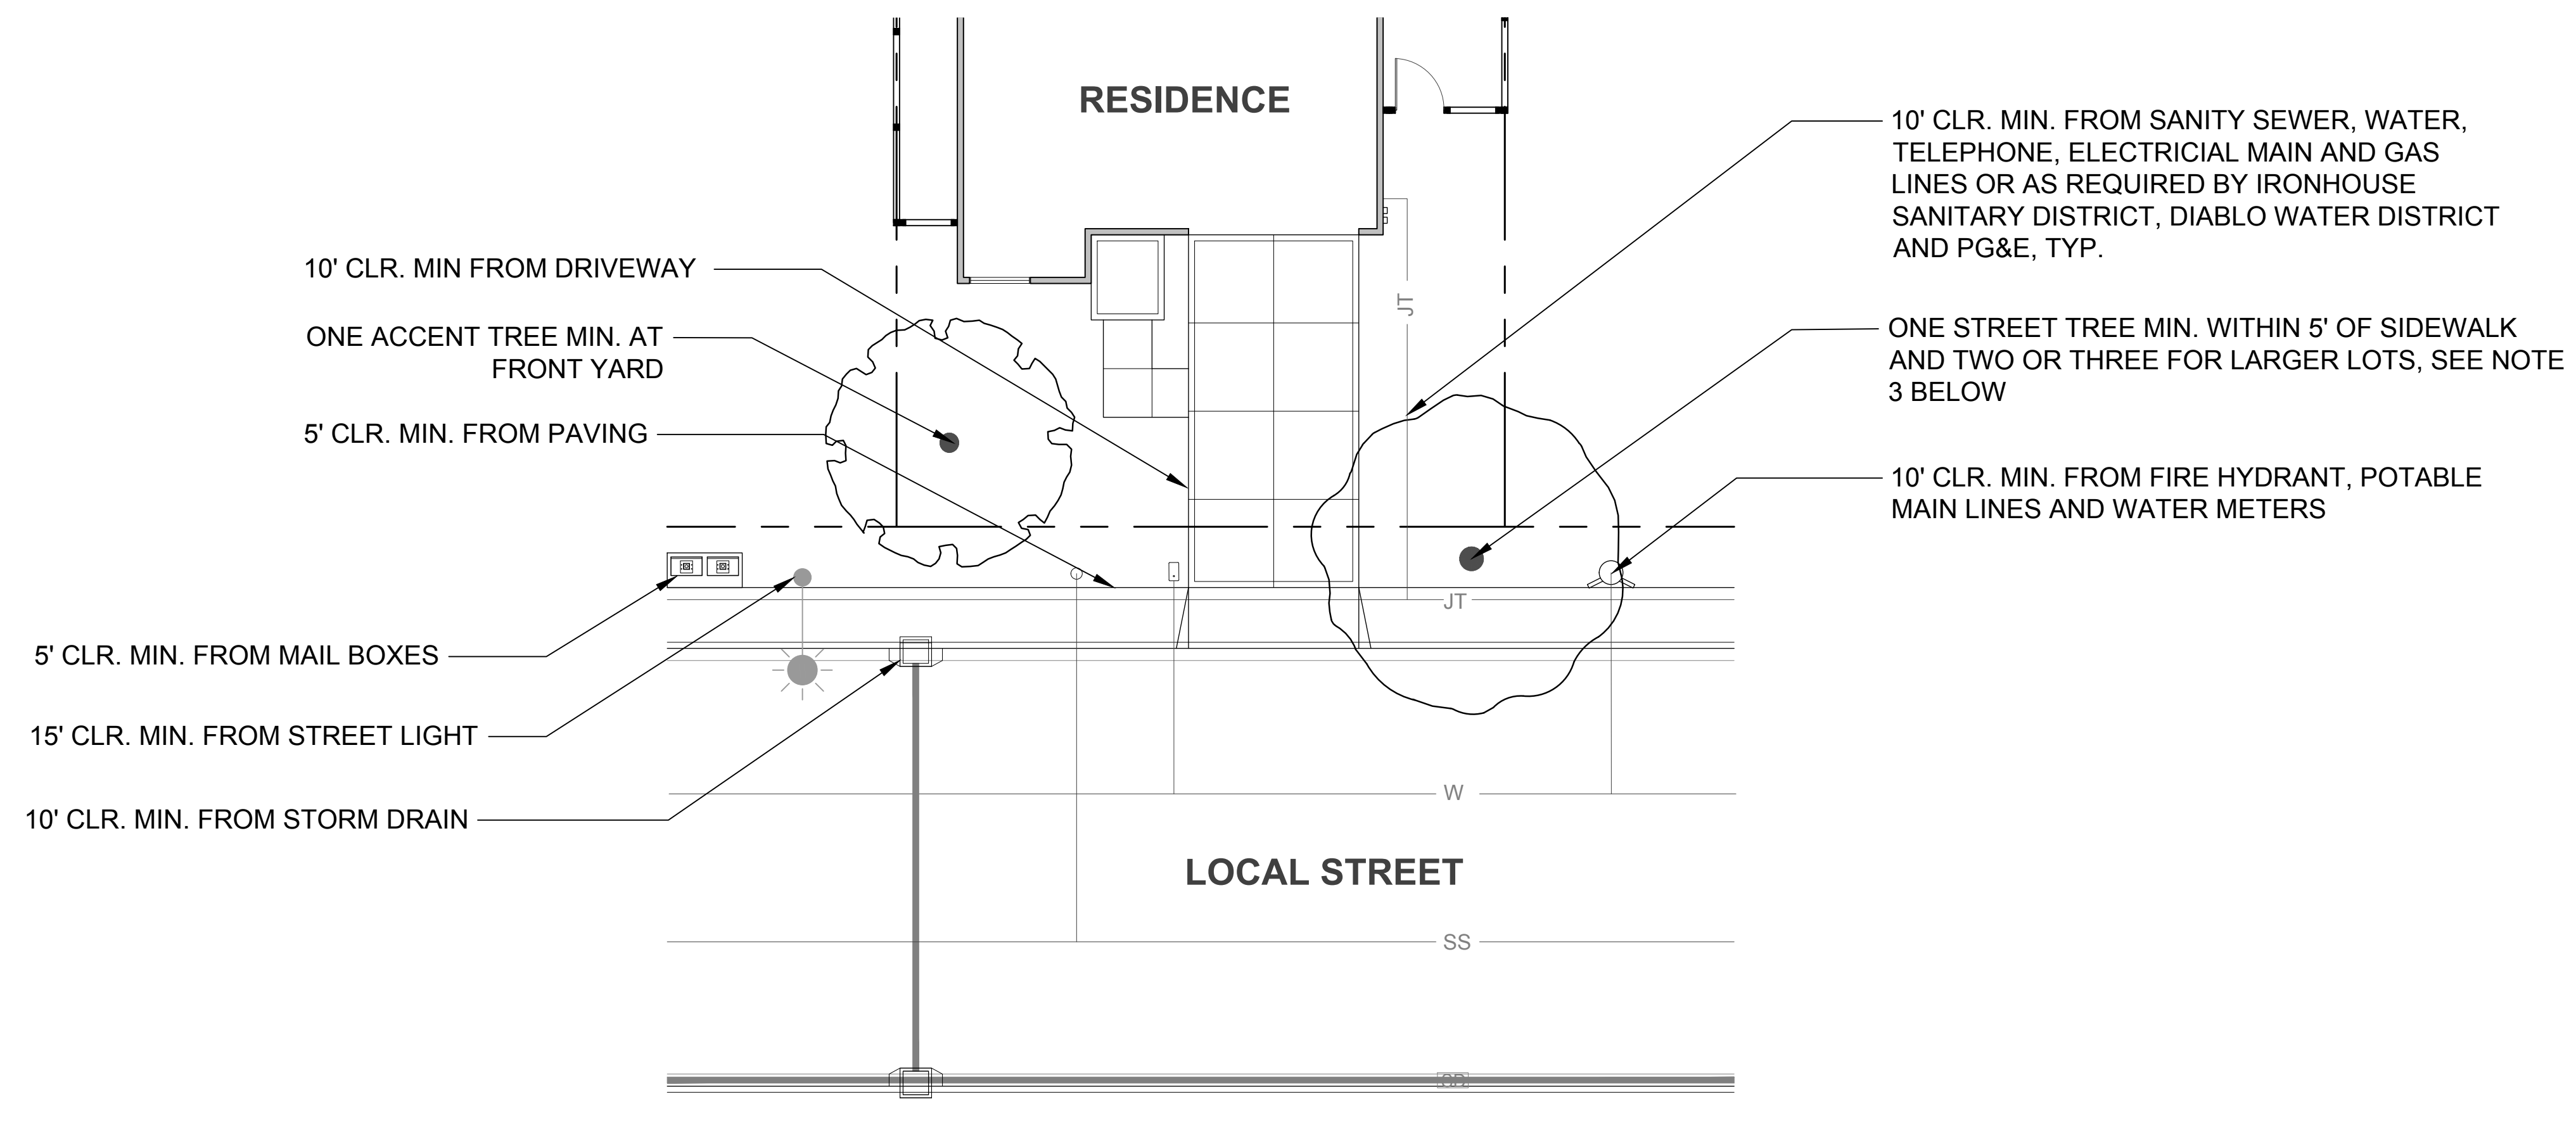 RESIDENCE
10' CLR. MIN. FROM SANITY SEWER, WATER,
TELEPHONE, ELECTRICIAL MAIN AND GAS
LINES OR AS REQUIRED BY IRONHOUSE
SANITARY DISTRICT, DIABLO WATER DISTRICT
AND PG&E, TYP.
10' CLR. MIN FROM DRIVEWAY
JT
ONE ACCENT TREE MIN. AT
FRONT YARD
ONE STREET TREE MIN. WITHIN 5' OF SIDEWALK
AND TWO OR THREE FOR LARGER LOTS, SEE NOTE
3 BELOW
5' CLR. MIN. FROM PAVING
10' CLR. MIN. FROM FIRE HYDRANT, POTABLE
MAIN LINES AND WATER METERS
JT
5' CLR. MIN. FROM MAIL BOXES
15' CLR. MIN. FROM STREET LIGHT
W
10' CLR. MIN. FROM STORM DRAIN
LOCAL STREET
SS
SD